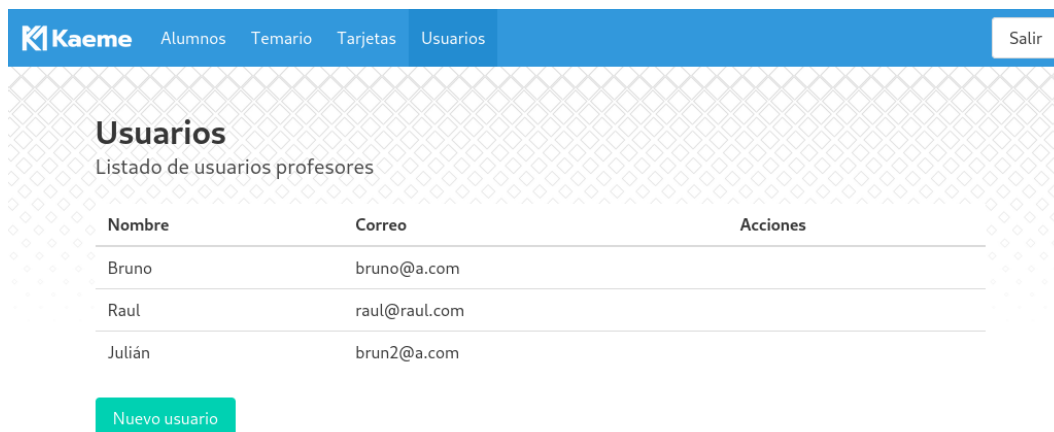 Kaeme Alumnos Temario Tarjetas Usuarios Salir
Usuarios
Listado de usuarios profesores
Nombre Correo Acciones
Bruno bruno@a.com
Raul raul@raul.com
Julián brun2@a.com
Nuevo usuario